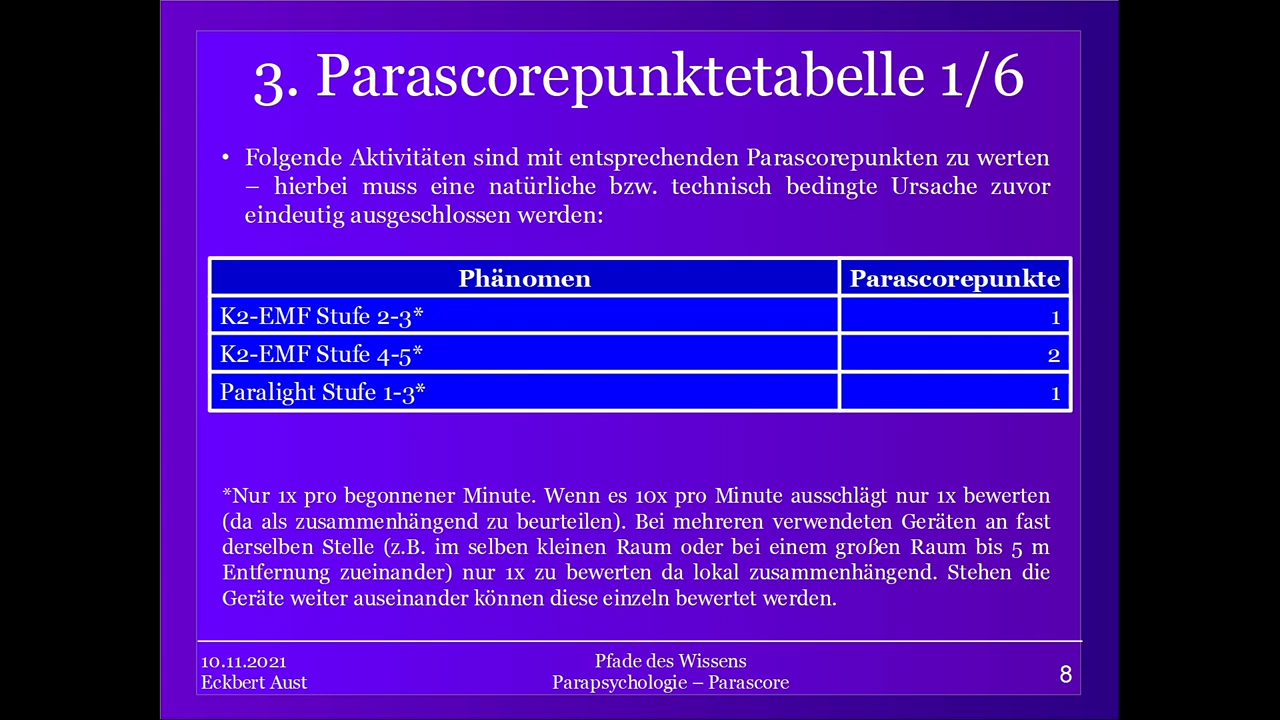 3. Parascorepunktetabelle 1/6
• Folgende Aktivitäten sind mit entsprechenden Parascorepunkten zu werten
– hierbei muss eine natürliche bzw. technisch bedingte Ursache zuvor
eindeutig ausgeschlossen werden:
Phänomen Parascorepunkte
K2-EMF Stufe 2-3* 1
K2-EMF Stufe 4-5* 2
Paralight Stufe 1-3* 1
*Nur 1x pro begonnener Minute. Wenn es 10x pro Minute ausschlägt nur 1x bewerten
(da als zusammenhängend zu beurteilen). Bei mehreren verwendeten Geräten an fast
derselben Stelle (z.B. im selben kleinen Raum oder bei einem großen Raum bis 5 m
Entfernung zueinander) nur 1x zu bewerten da lokal zusammenhängend. Stehen die
Geräte weiter auseinander können diese einzeln bewertet werden.
10.11.2021
Eckbert Aust
Pfade des Wissens
Parapsychologie – Parascore
8